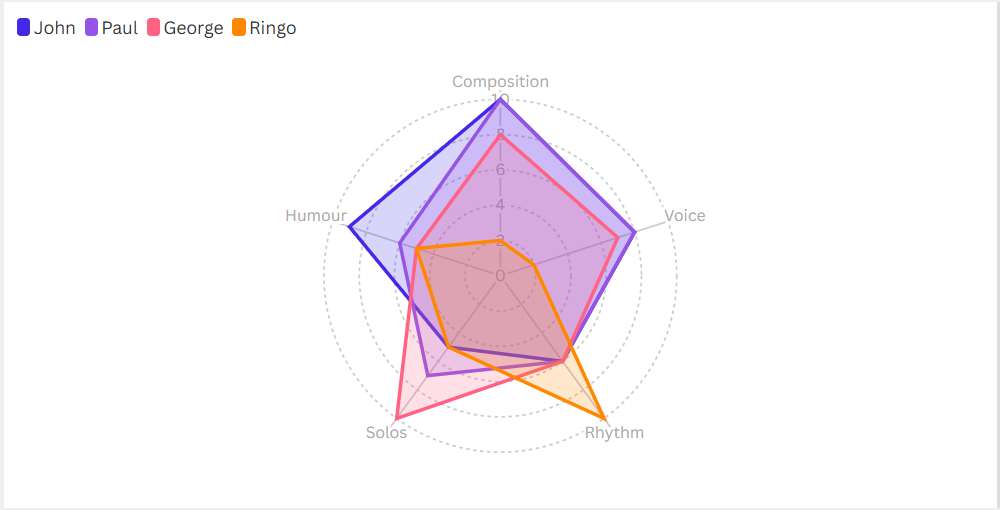 John Paul George Ringo
Composition
10
8
6
Humour
Voice
4
2
0
Solos
Rhythm